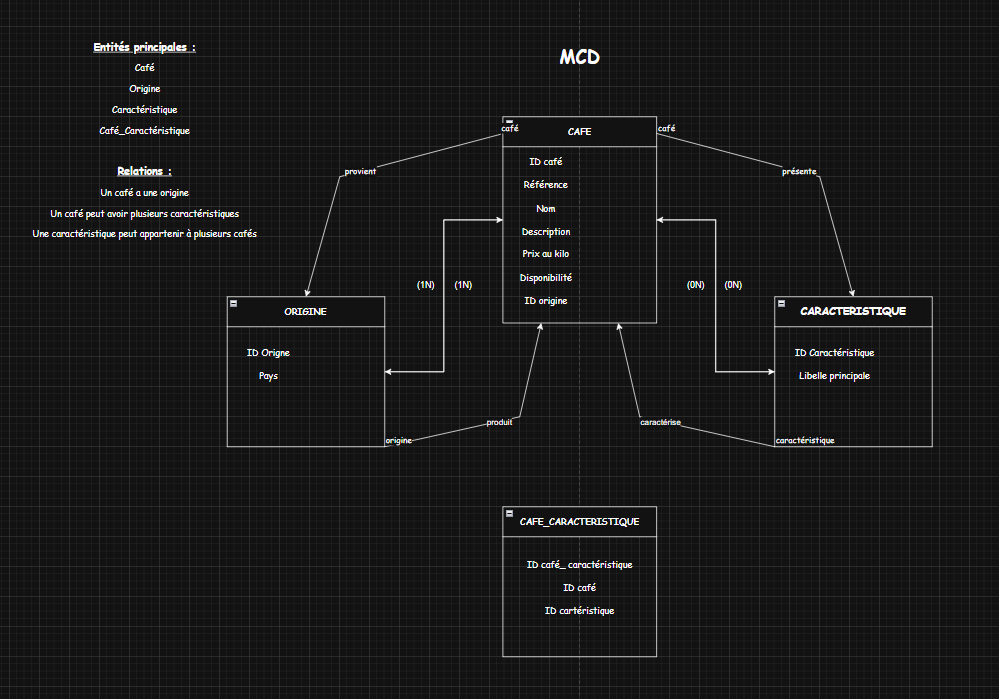 Entités principales :
Café
Origine
Caractéristique
Café_Caractéristique
Relations :
Un café a une origine
Un café peut avoir plusieurs caractéristiques
Une caractéristique peut appartenir à plusieurs cafés
MCD
café
CAFE
café
ID café
Référence
Nom
Description
Prix au kilo
Disponibilité
ID origine
provient
présente
(1N)
(1N)
(0N)
(0N)
ORIGINE
ID Origne
Pays
origine
produit
CARACTERISTIQUE
ID Caractéristique
Libelle principale
caractérise
caractéristique
CAFE_CARACTERISTIQUE
ID café_ caractéristique
ID café
ID cartéristique